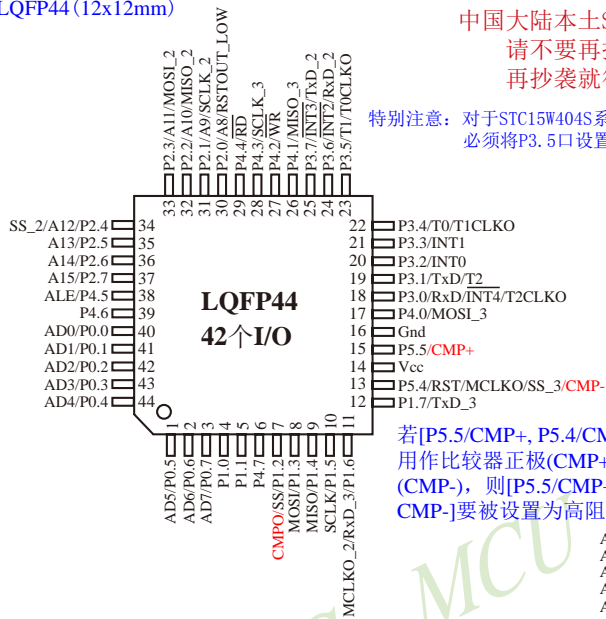 LQFP44 (12x12mm)
中国大陆本土S
请不要再
再抄袭就
特别注意：对于STC15W404S系
必须将P3.5口设置
P2.3/A11/MOSI_2
P2.2/A10/MISO_2
P2.1/A9/SCLK_2
P2.0/A8/RSTOUT_LOW
P4.4/RD
P4.3/SCLK_3
P4.2/WR
P4.1/MISO_3
P3.7/INT3/TxD_2
P3.6/INT2/RxD_2
P3.5/T1/T0CLKO
33
32
31
30
29
28
27
26
25
24
23
SS_2/A12/P2.4 34
A13/P2.5 35
A14/P2.6 36
A15/P2.7 37
ALE/P4.5 38
P4.6 39
AD0/P0.0 40
AD1/P0.1 41
AD2/P0.2 42
AD3/P0.3 43
AD4/P0.4 44
LQFP44
42个I/O
22 P3.4/T0/T1CLKO
21 P3.3/INT1
20 P3.2/INT0
19 P3.1/TxD/T2
18 P3.0/RxD/INT4/T2CLKO
17 P4.0/MOSI_3
16 Gnd
15 P5.5/CMP+
14 Vcc
13 P5.4/RST/MCLKO/SS_3/CMP-
12 P1.7/TxD_3
1
2
3
4
5
6
7
8
9
10
11
AD5/P0.5
AD6/P0.6
AD7/P0.7
P1.0
P1.1
P4.7
CMPO/SS/P1.2
MOSI/P1.3
MISO/P1.4
SCLK/P1.5
MCLKO_2/RxD_3/P1.6
若[P5.5/CMP+, P5.4/CM
用作比较器正极(CMP+
(CMP-)，则[P5.5/CMP-
CMP-]要被设置为高阻
MCU
A
A
A
A
A